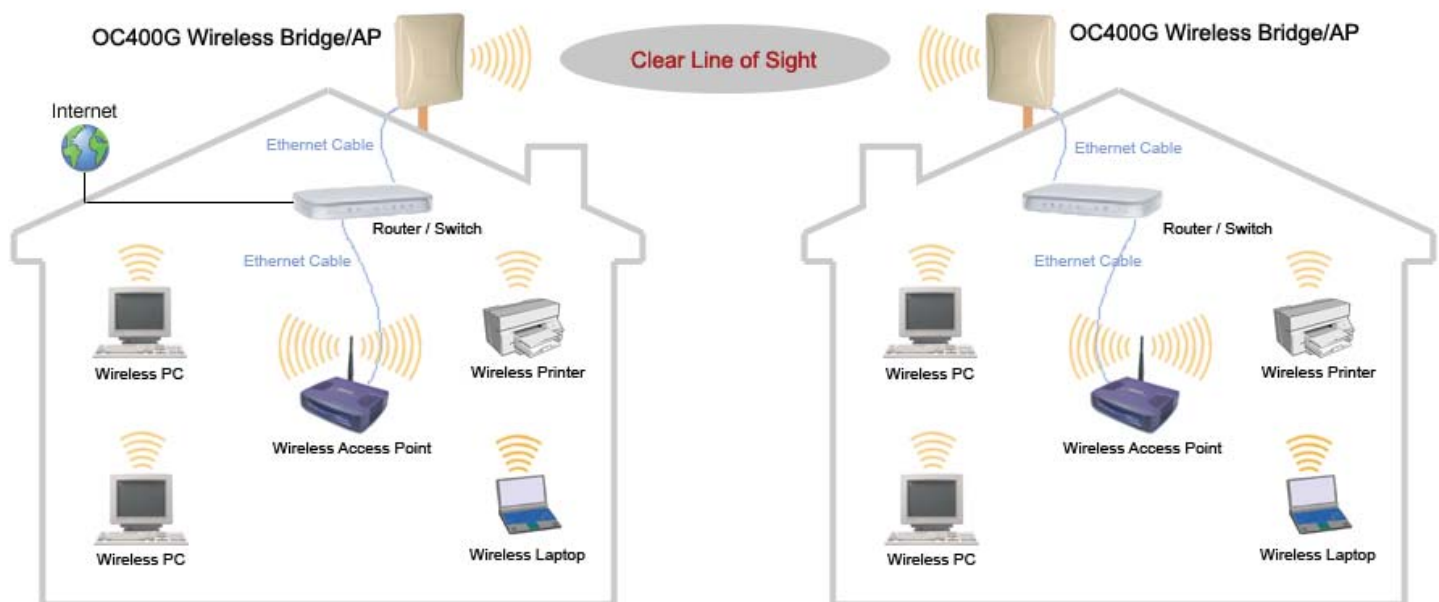 OC400G Wireless Bridge/AP
Clear Line of Sight
OC400G Wireless Bridge/AP
Internet
Ethernet Cable
Router / Switch
Ethernet Cable
Wireless PC
Wireless Printer
Wireless Access Point
Wireless PC
Wireless Laptop
Ethernet Cable
Router / Switch
Ethernet Cable
Wireless PC
Wireless Printer
Wireless Access Point
Wireless PC
Wireless Laptop